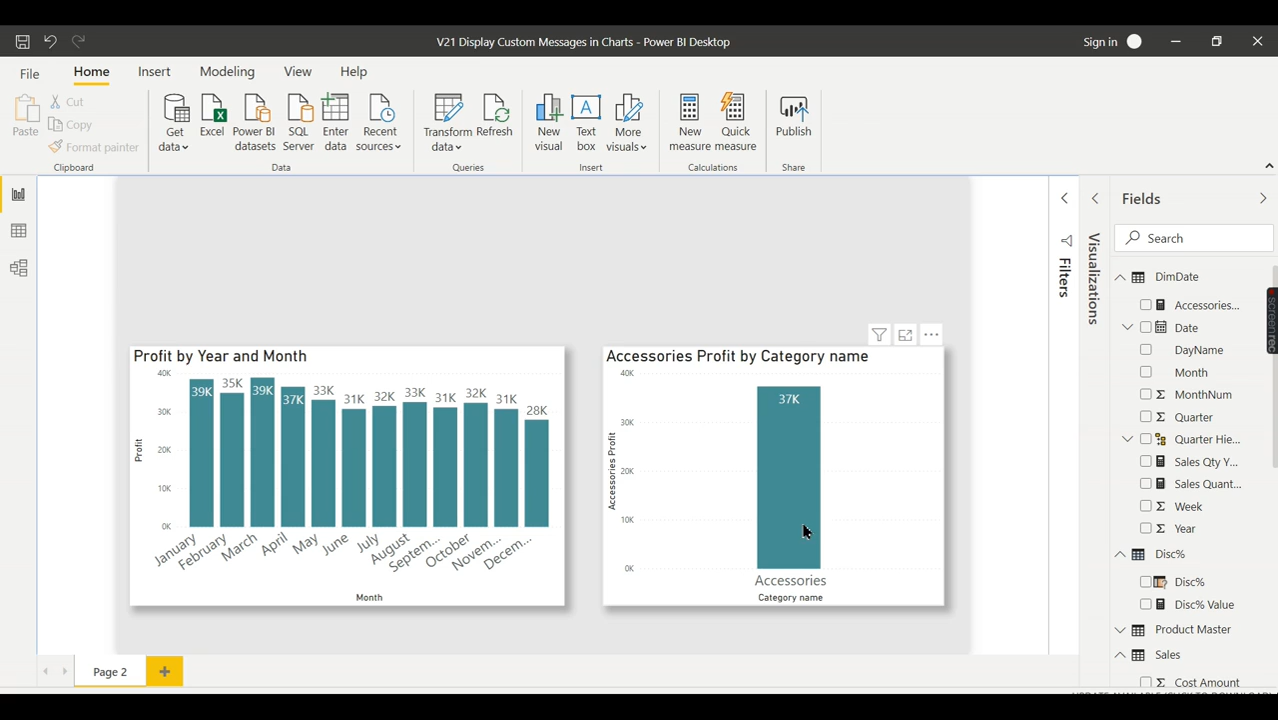 V21 Display Custom Messages in Charts - Power BI Desktop
Sign in
File
Home
Insert
Modeling
View
Help
Paste
Cut
Copy
Format painter
Clipboard
Get data
Excel
Power BI datasets
SQL Server
Enter data
Recent sources
Data
Transform data
Refresh
Queries
New visual
Text box
More visuals
Insert
New measure
Quick measure
Calculations
Publish
Share
Filters
Visualizations
Fields
Search
DimDate
Accessories...
Date
DayName
Month
MonthNum
Quarter
Quarter Hie...
Sales Qty Y...
Sales Quant...
Week
Year
Disc%
Disc%
Disc% Value
Product Master
Sales
Cost Amount
screenrec
Profit by Year and Month
Profit
40K
30K
20K
10K
0K
39K
35K
39K
37K
33K
31K
32K
33K
31K
32K
31K
28K
January
February
March
April
May
June
July
August
Septem...
October
Novem...
Decem...
Month
Accessories Profit by Category name
Accessories Profit
40K
30K
20K
10K
0K
37K
Accessories
Category name
Page 2